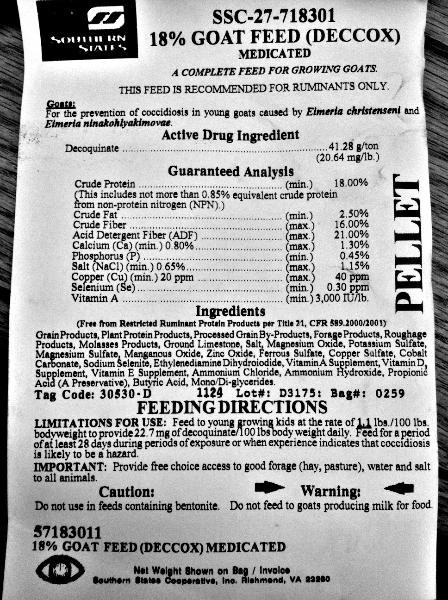 SOUTHERN
STATES
SSC-27-718301
18% GOAT FEED (DECCOX)
MEDICATED
A COMPLETE FEED FOR GROWING GOATS.
THIS FEED IS RECOMMENDED FOR RUMINANTS ONLY.
Goats:
For the prevention of coccidiosis in young goats caused by Eimeria christenseni and
Eimeria ninakohlyakimovae.
Active Drug Ingredient
Decoquinate ........ 41.28 g/ton
(20.64 mg/lb.)
Guaranteed Analysis
Crude Protein ........ (min.) 18.00%
(This includes not more than 0.85% equivalent crude protein
from non-protein nitrogen (NPN).)
Crude Fat ........ (min.) 2.50%
Crude Fiber ........ (max.) 16.00%
Acid Detergent Fiber (ADF) ........ (max.) 21.00%
Calcium (Ca) (min.) 0.80% ........ (max.) 1.30%
Phosphorus (P) ........ (min.) 0.45%
Salt (NaCl) (min.) 0.65% ........ (max.) 1.15%
Copper (Cu) (min.) 20 ppm ........ (max.) 40 ppm
Selenium (Se) ........ (min.) 0.30 ppm
Vitamin A ........ (min.) 3,000 IU/lb.
PELLET
Ingredients
(Free from Restricted Ruminant Protein Products per Title 21, CFR 589.2000/2001)
Grain Products, Plant Protein Products, Processed Grain By-Products, Forage Products, Roughage
Products, Molasses Products, Ground Limestone, Salt, Magnesium Oxide, Potassium Sulfate,
Magnesium Sulfate, Manganous Oxide, Zinc Oxide, Ferrous Sulfate, Copper Sulfate, Cobalt
Carbonate, Sodium Selenite, Ethylenediamine Dihydroiodide, Vitamin A Supplement, Vitamin D3
Supplement, Vitamin E Supplement, Ammonium Chloride, Ammonium Hydroxide, Propionic
Acid (A Preservative), Butyric Acid, Mono/Di-glycerides.
Tag Code: 30530-D 1124 Lot#: D3175: Bag#: 0259
FEEDING DIRECTIONS
LIMITATIONS FOR USE: Feed to young growing kids at the rate of 1.1 lbs./100 lbs.
bodyweight to provide 22.7 mg of decoquinate/100 lbs body weight daily. Feed for a period
of at least 28 days during periods of exposure or when experience indicates that coccidiosis
is likely to be a hazard.
IMPORTANT: Provide free choice access to good forage (hay, pasture), water and salt
to all animals.
Caution: Warning:
Do not use in feeds containing bentonite. Do not feed to goats producing milk for food.
57183011
18% GOAT FEED (DECCOX) MEDICATED
Net Weight Shown on Bag / Invoice
Southern States Cooperative, Inc. Richmond, VA 23260